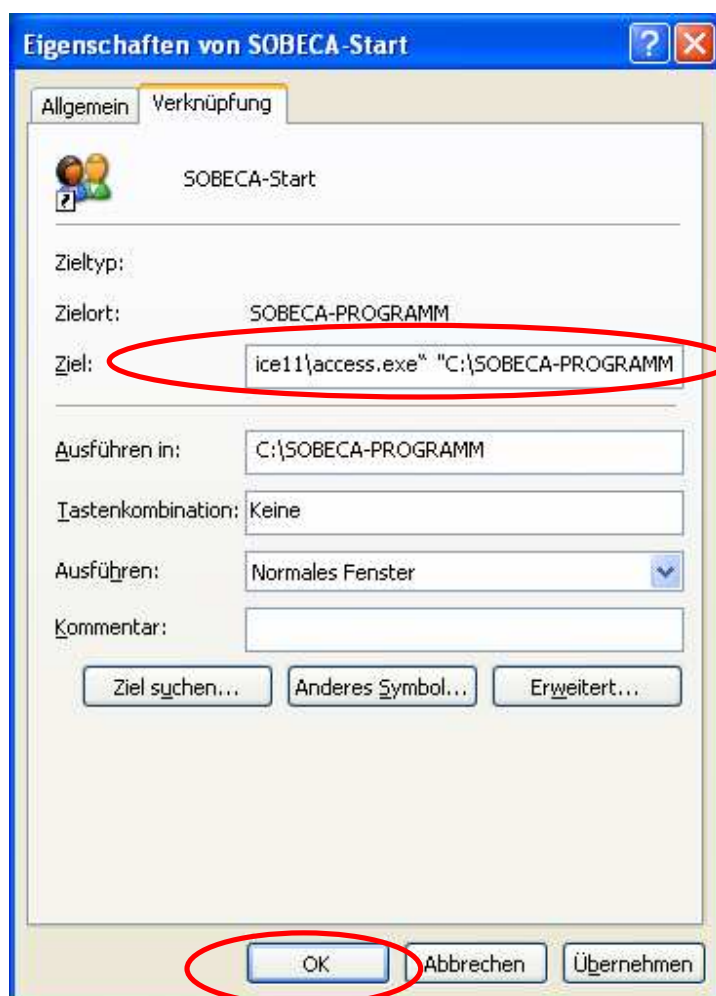 Eigenschaften von SOBECA-Start
Allgemein Verknüpfung
SOBECA-Start
Zieltyp:
Zielort: SOBECA-PROGRAMM
Ziel: ice11\access.exe“ "C:\SOBECA-PROGRAMM
Ausführen in: C:\SOBECA-PROGRAMM
Tastenkombination: Keine
Ausführen: Normales Fenster
Kommentar:
Ziel suchen... Anderes Symbol... Erweitert...
OK Abbrechen Übernehmen